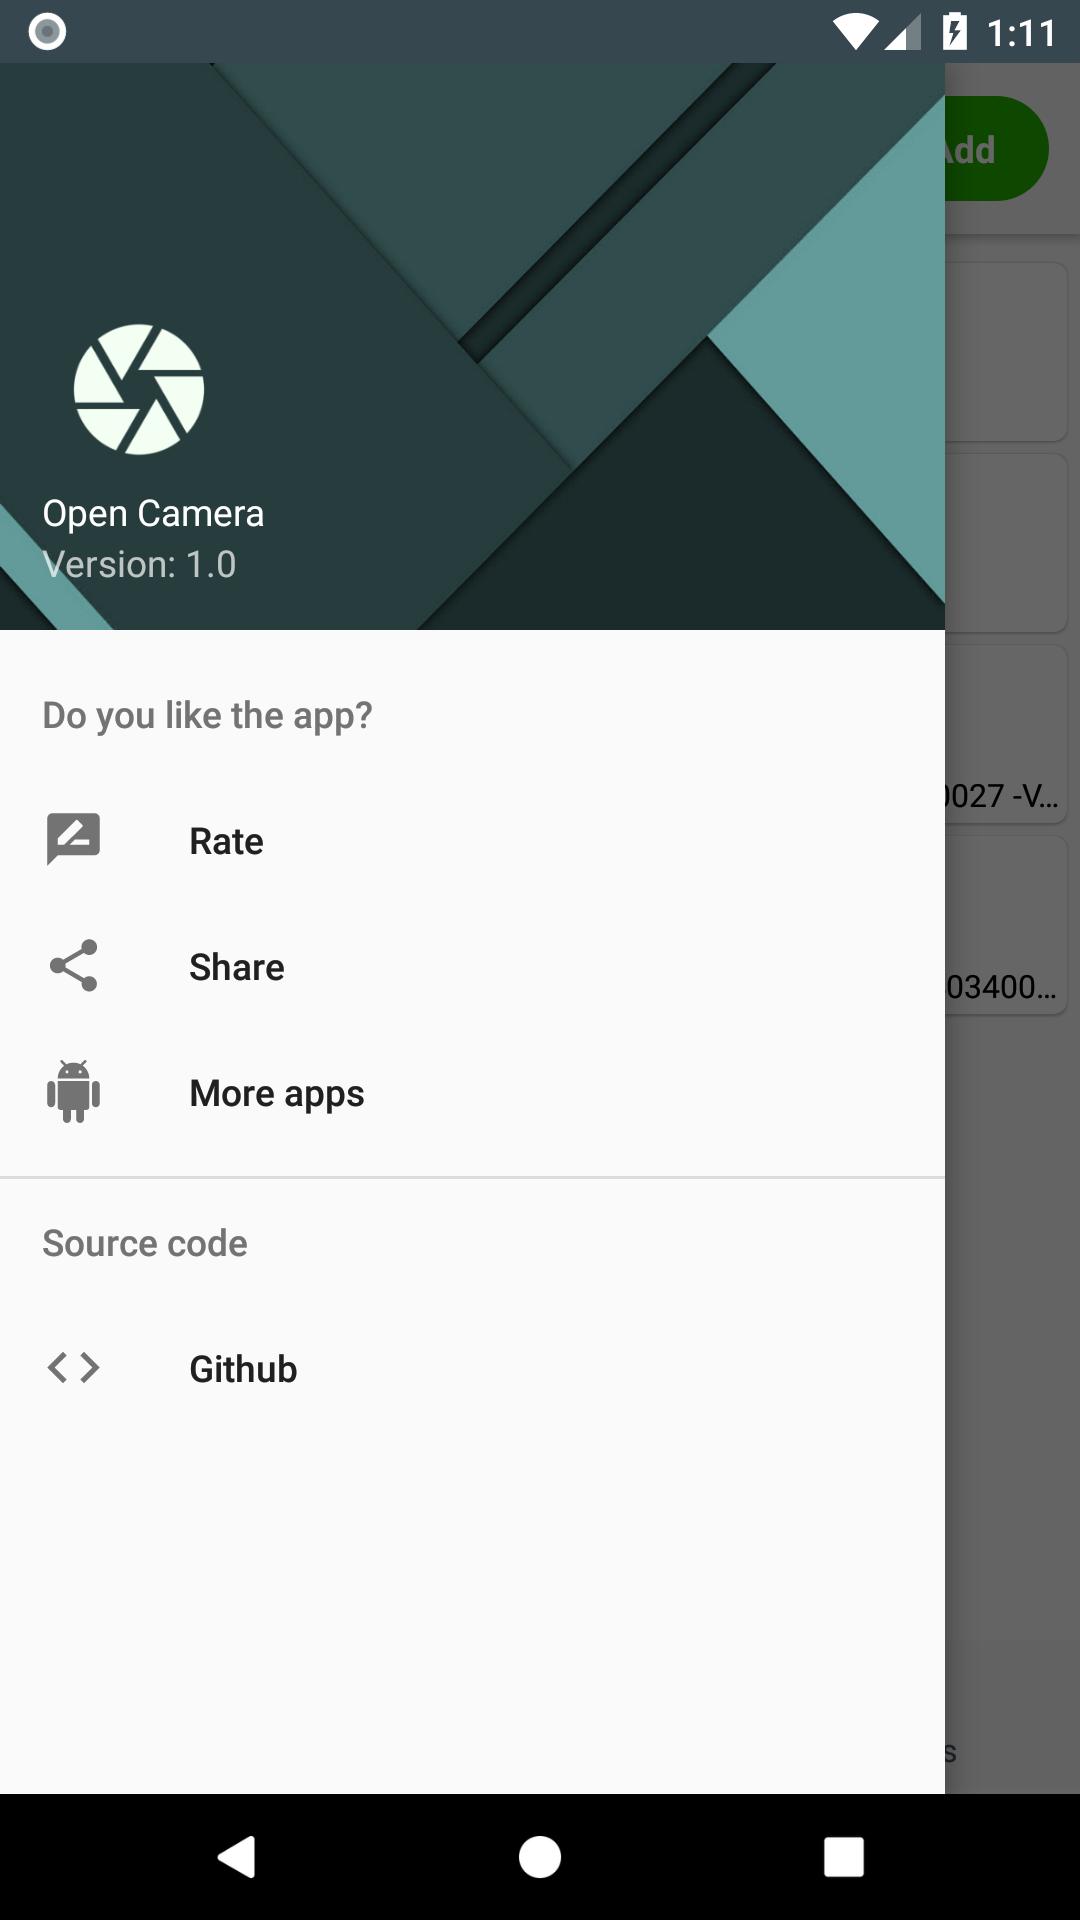 1:11
Add
Open Camera
Version: 1.0
Do you like the app?
0027 -V...
Rate
Share
03400...
More apps
Source code
Github
s